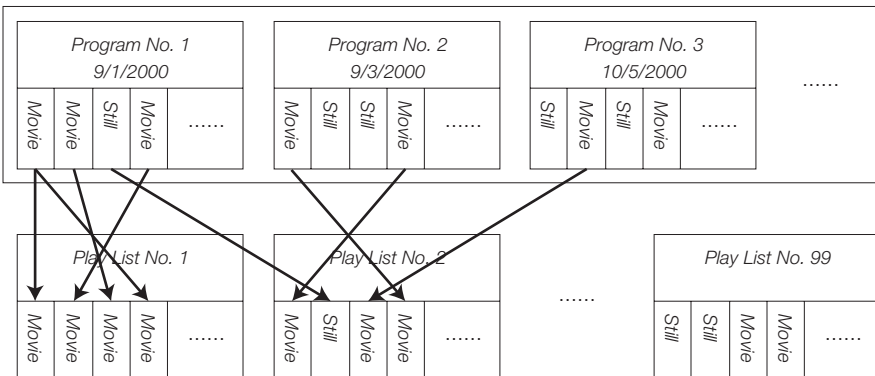 Program No. 1
9/1/2000
Movie Movie Still Movie ......
Program No. 2
9/3/2000
Movie Still Still Movie ......
Program No. 3
10/5/2000
Still Movie Still Movie ......
......
Play List No. 1
Movie Movie Movie Movie ......
Play List No. 2
Movie Still Movie Movie ......
......
Play List No. 99
Still Still Movie Movie ......